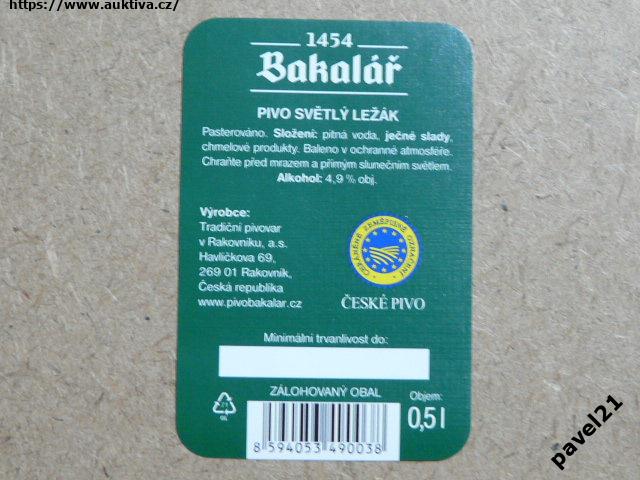 https://www.auktiva.cz/
1454
Bakalář
PIVO SVĚTLÝ LEŽÁK
Pasterováno. Složení: pitná voda, ječné slady,
chmelové produkty. Baleno v ochranné atmosféře.
Chraňte před mrazem a přímým slunečním světlem.
Alkohol: 4,9 % obj.
Výrobce:
Tradiční pivovar
v Rakovníku, a.s.
Havlíčkova 69,
269 01 Rakovník,
Česká republika
www.pivobakalar.cz
CHRÁNĚNÉ ZEMĚPISNÉ OZNAČENÍ
ČESKÉ PIVO
Minimální trvanlivost do:
ZÁLOHOVANÝ OBAL
Objem:
0,5 l
8 594053 490038
pavel21